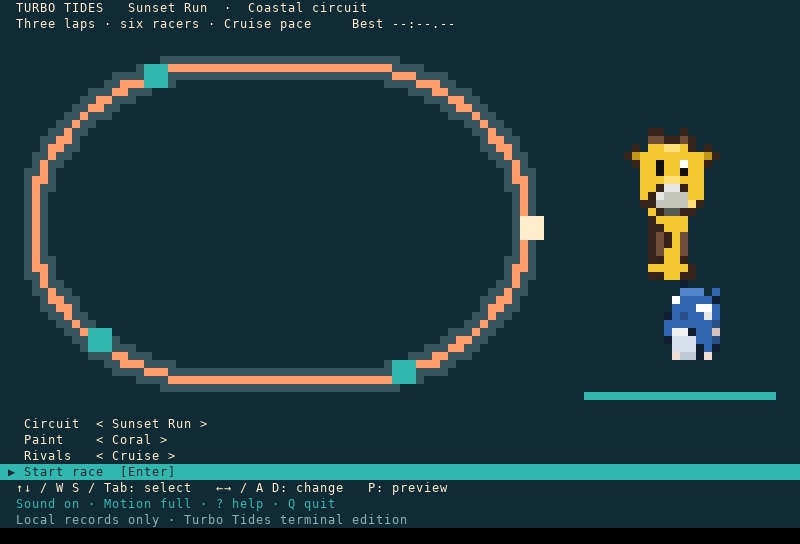 TURBO TIDES   Sunset Run  ·  Coastal circuit
Three laps · six racers · Cruise pace     Best --:--.--
Circuit  < Sunset Run >
Paint    < Coral >
Rivals   < Cruise >
▶ Start race  [Enter]
↑↓ / W S / Tab: select   ←→ / A D: change   P: preview
Sound on · Motion full · ? help · Q quit
Local records only · Turbo Tides terminal edition